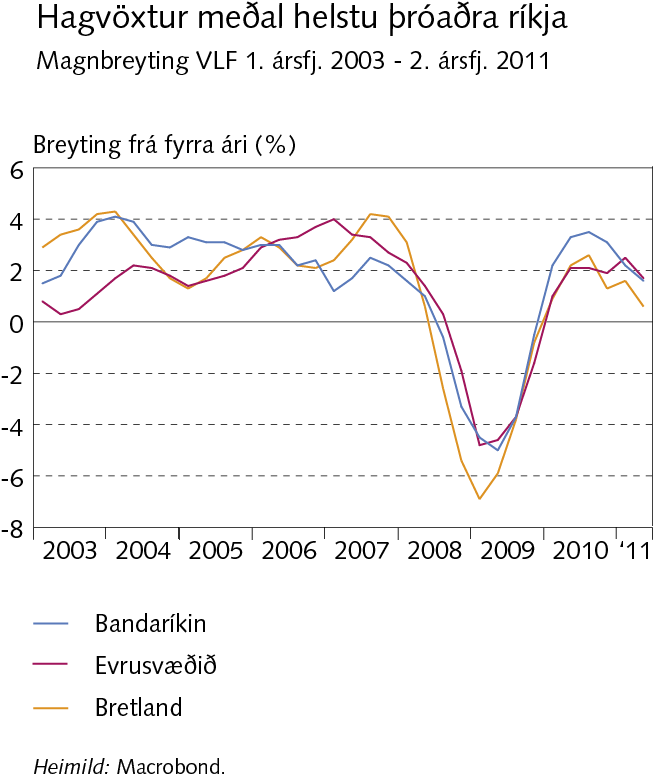 Hagvöxtur meðal helstu þróaðra ríkja
Magnbreyting VLF 1. ársfj. 2003 - 2. ársfj. 2011
Breyting frá fyrra ári (%)
6
4
2
0
-2
-4
-6
-8
2003 2004 2005 2006 2007 2008 2009 2010 ‘11
Bandaríkin
Evrusvæðið
Bretland
Heimild: Macrobond.